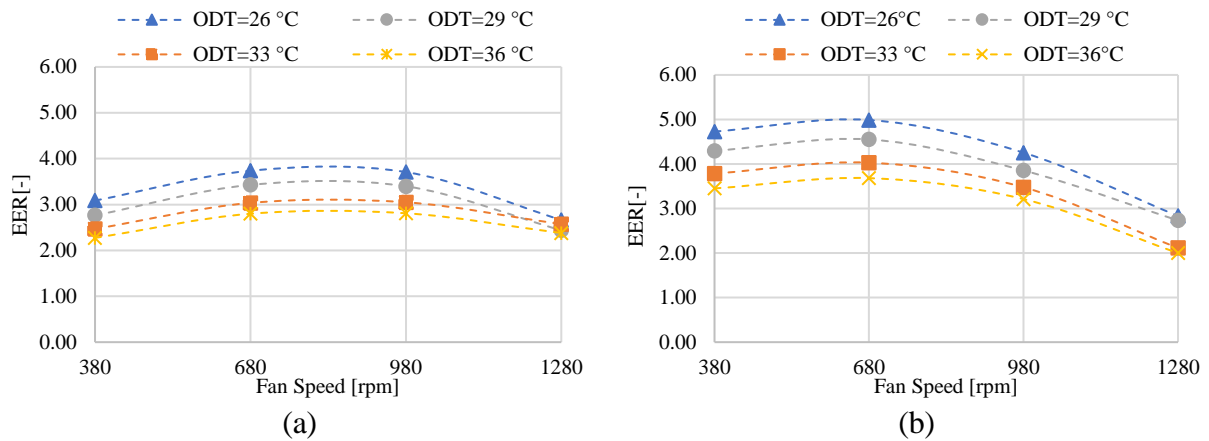 ODT=26 °C ODT=29 °C
ODT=33 °C ODT=36 °C
6.00
5.00
4.00
3.00
2.00
1.00
0.00
EER[-]
380 680 980 1280
Fan Speed [rpm]
(a)
ODT=26°C ODT=29 °C
ODT=33 °C ODT=36°C
6.00
5.00
4.00
3.00
2.00
1.00
0.00
EER[-]
380 680 980 1280
Fan Speed [rpm]
(b)